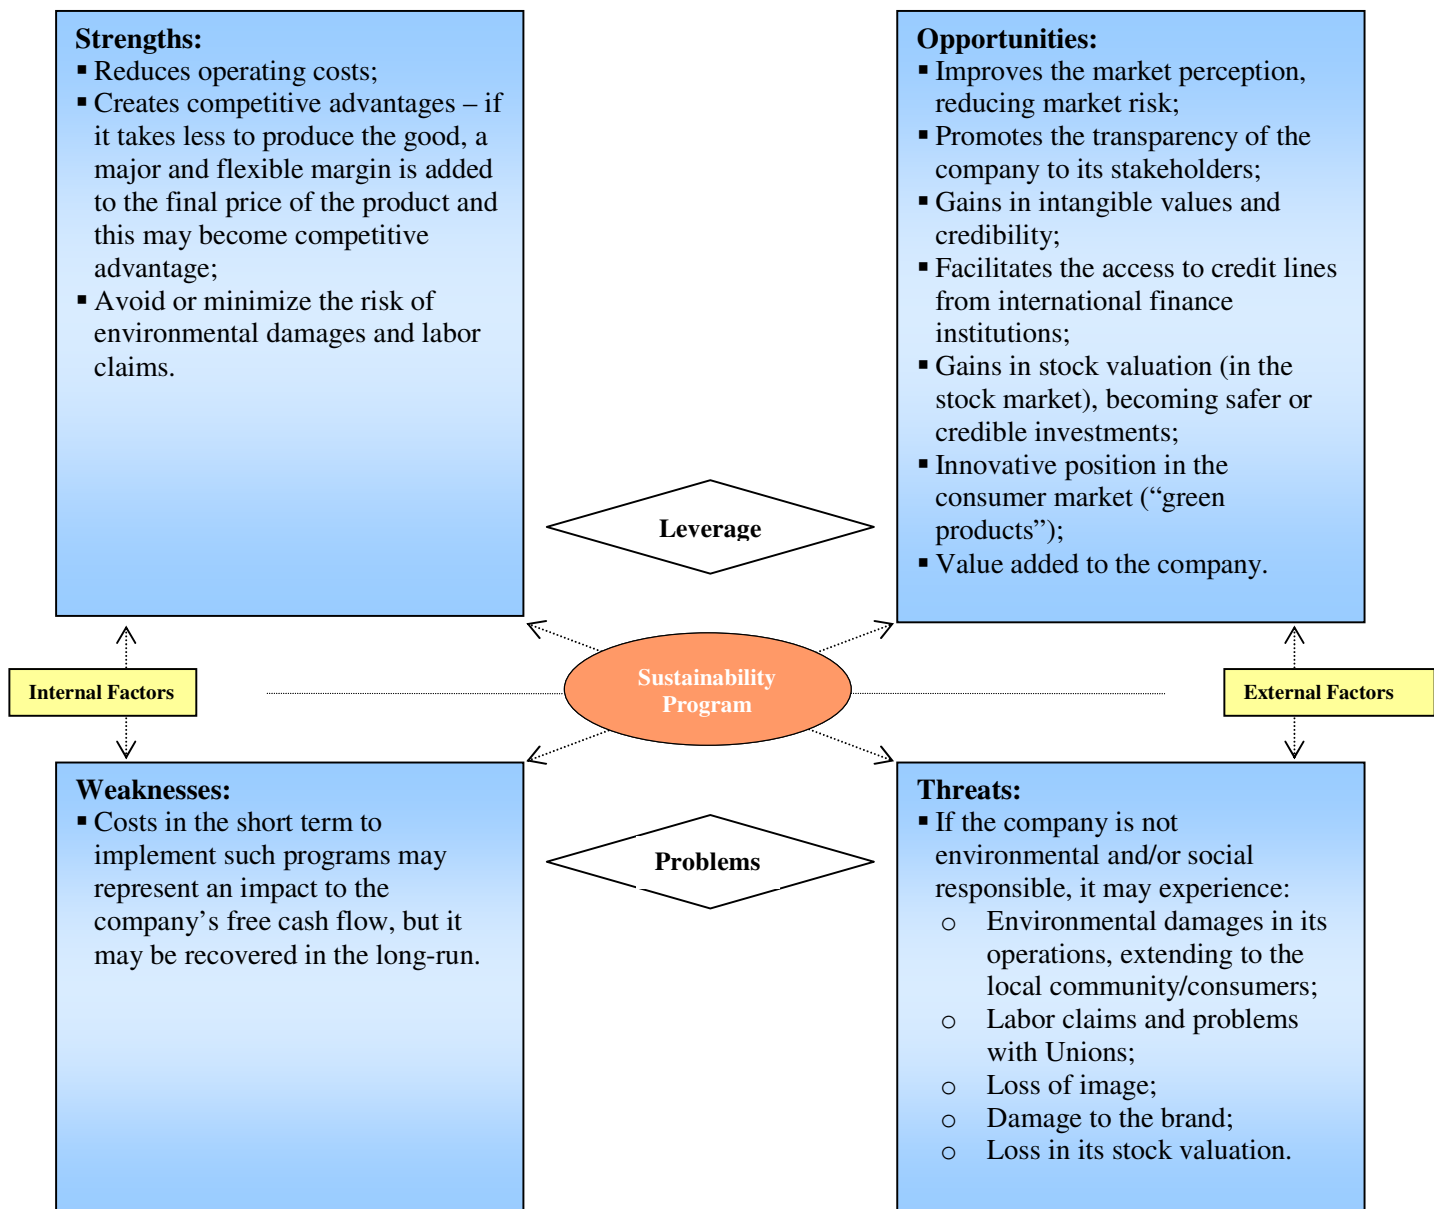 Strengths:
▪ Reduces operating costs;
▪ Creates competitive advantages – if
it takes less to produce the good, a
major and flexible margin is added
to the final price of the product and
this may become competitive
advantage;
▪ Avoid or minimize the risk of
environmental damages and labor
claims.
Opportunities:
▪ Improves the market perception,
reducing market risk;
▪ Promotes the transparency of the
company to its stakeholders;
▪ Gains in intangible values and
credibility;
▪ Facilitates the access to credit lines
from international finance
institutions;
▪ Gains in stock valuation (in the
stock market), becoming safer or
credible investments;
▪ Innovative position in the
consumer market (“green
products”);
▪ Value added to the company.
Leverage
Internal Factors
Sustainability
Program
External Factors
Weaknesses:
▪ Costs in the short term to
implement such programs may
represent an impact to the
company’s free cash flow, but it
may be recovered in the long-run.
Problems
Threats:
▪ If the company is not
environmental and/or social
responsible, it may experience:
o Environmental damages in its
operations, extending to the
local community/consumers;
o Labor claims and problems
with Unions;
o Loss of image;
o Damage to the brand;
o Loss in its stock valuation.